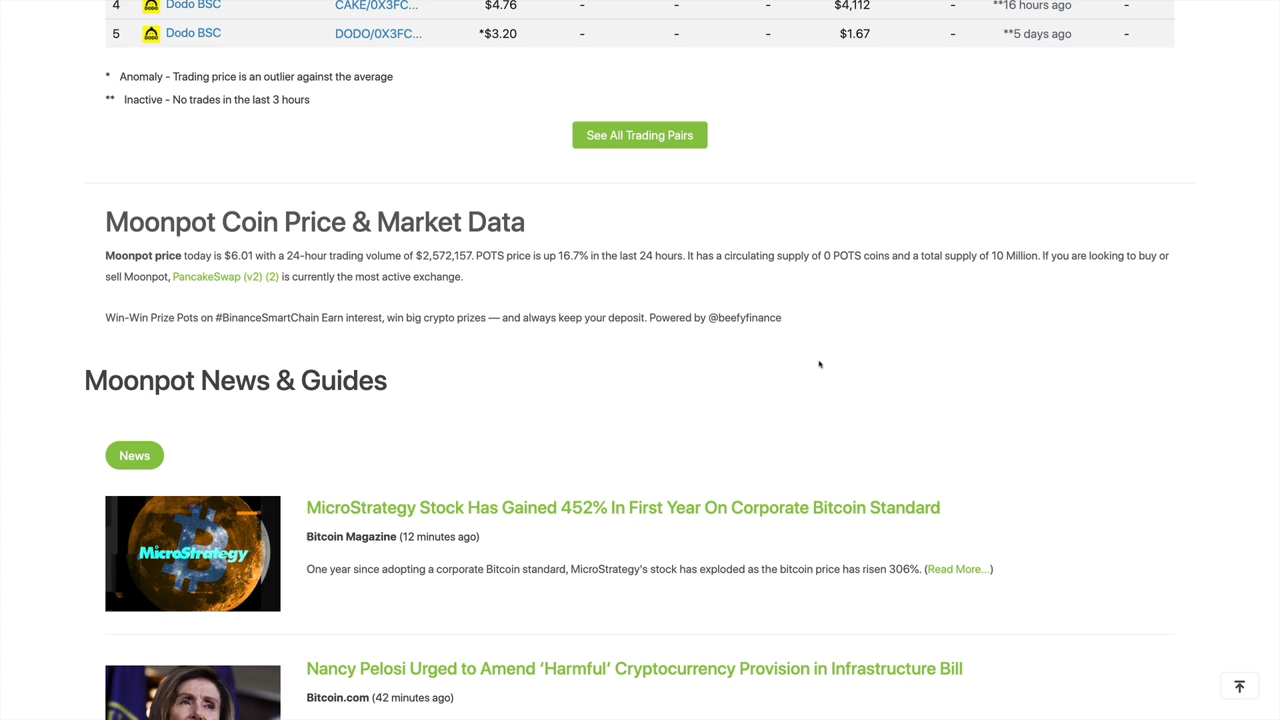 4 Dodo BSC CAKE/0X3FC... $4.76 - - - $4,112 - **16 hours ago -
5 Dodo BSC DODO/0X3FC... *$3.20 - - - $1.67 - **5 days ago -
* Anomaly - Trading price is an outlier against the average
** Inactive - No trades in the last 3 hours
See All Trading Pairs
Moonpot Coin Price & Market Data
Moonpot price today is $6.01 with a 24-hour trading volume of $2,572,157. POTS price is up 16.7% in the last 24 hours. It has a circulating supply of 0 POTS coins and a total supply of 10 Million. If you are looking to buy or
sell Moonpot, PancakeSwap (v2) (2) is currently the most active exchange.
Win-Win Prize Pots on #BinanceSmartChain Earn interest, win big crypto prizes — and always keep your deposit. Powered by @beefyfinance
Moonpot News & Guides
News
MicroStrategy Stock Has Gained 452% In First Year On Corporate Bitcoin Standard
Bitcoin Magazine (12 minutes ago)
MicroStrategy
One year since adopting a corporate Bitcoin standard, MicroStrategy's stock has exploded as the bitcoin price has risen 306%. (Read More...)
Nancy Pelosi Urged to Amend ‘Harmful’ Cryptocurrency Provision in Infrastructure Bill
Bitcoin.com (42 minutes ago)